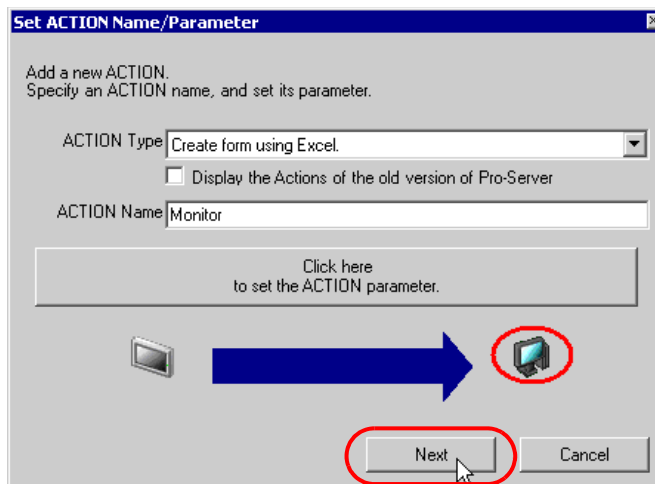 Set ACTION Name/Parameter
Add a new ACTION.
Specify an ACTION name, and set its parameter.
ACTION Type Create form using Excel.
Display the Actions of the old version of Pro-Server
ACTION Name Monitor
Click here
to set the ACTION parameter.
Next Cancel